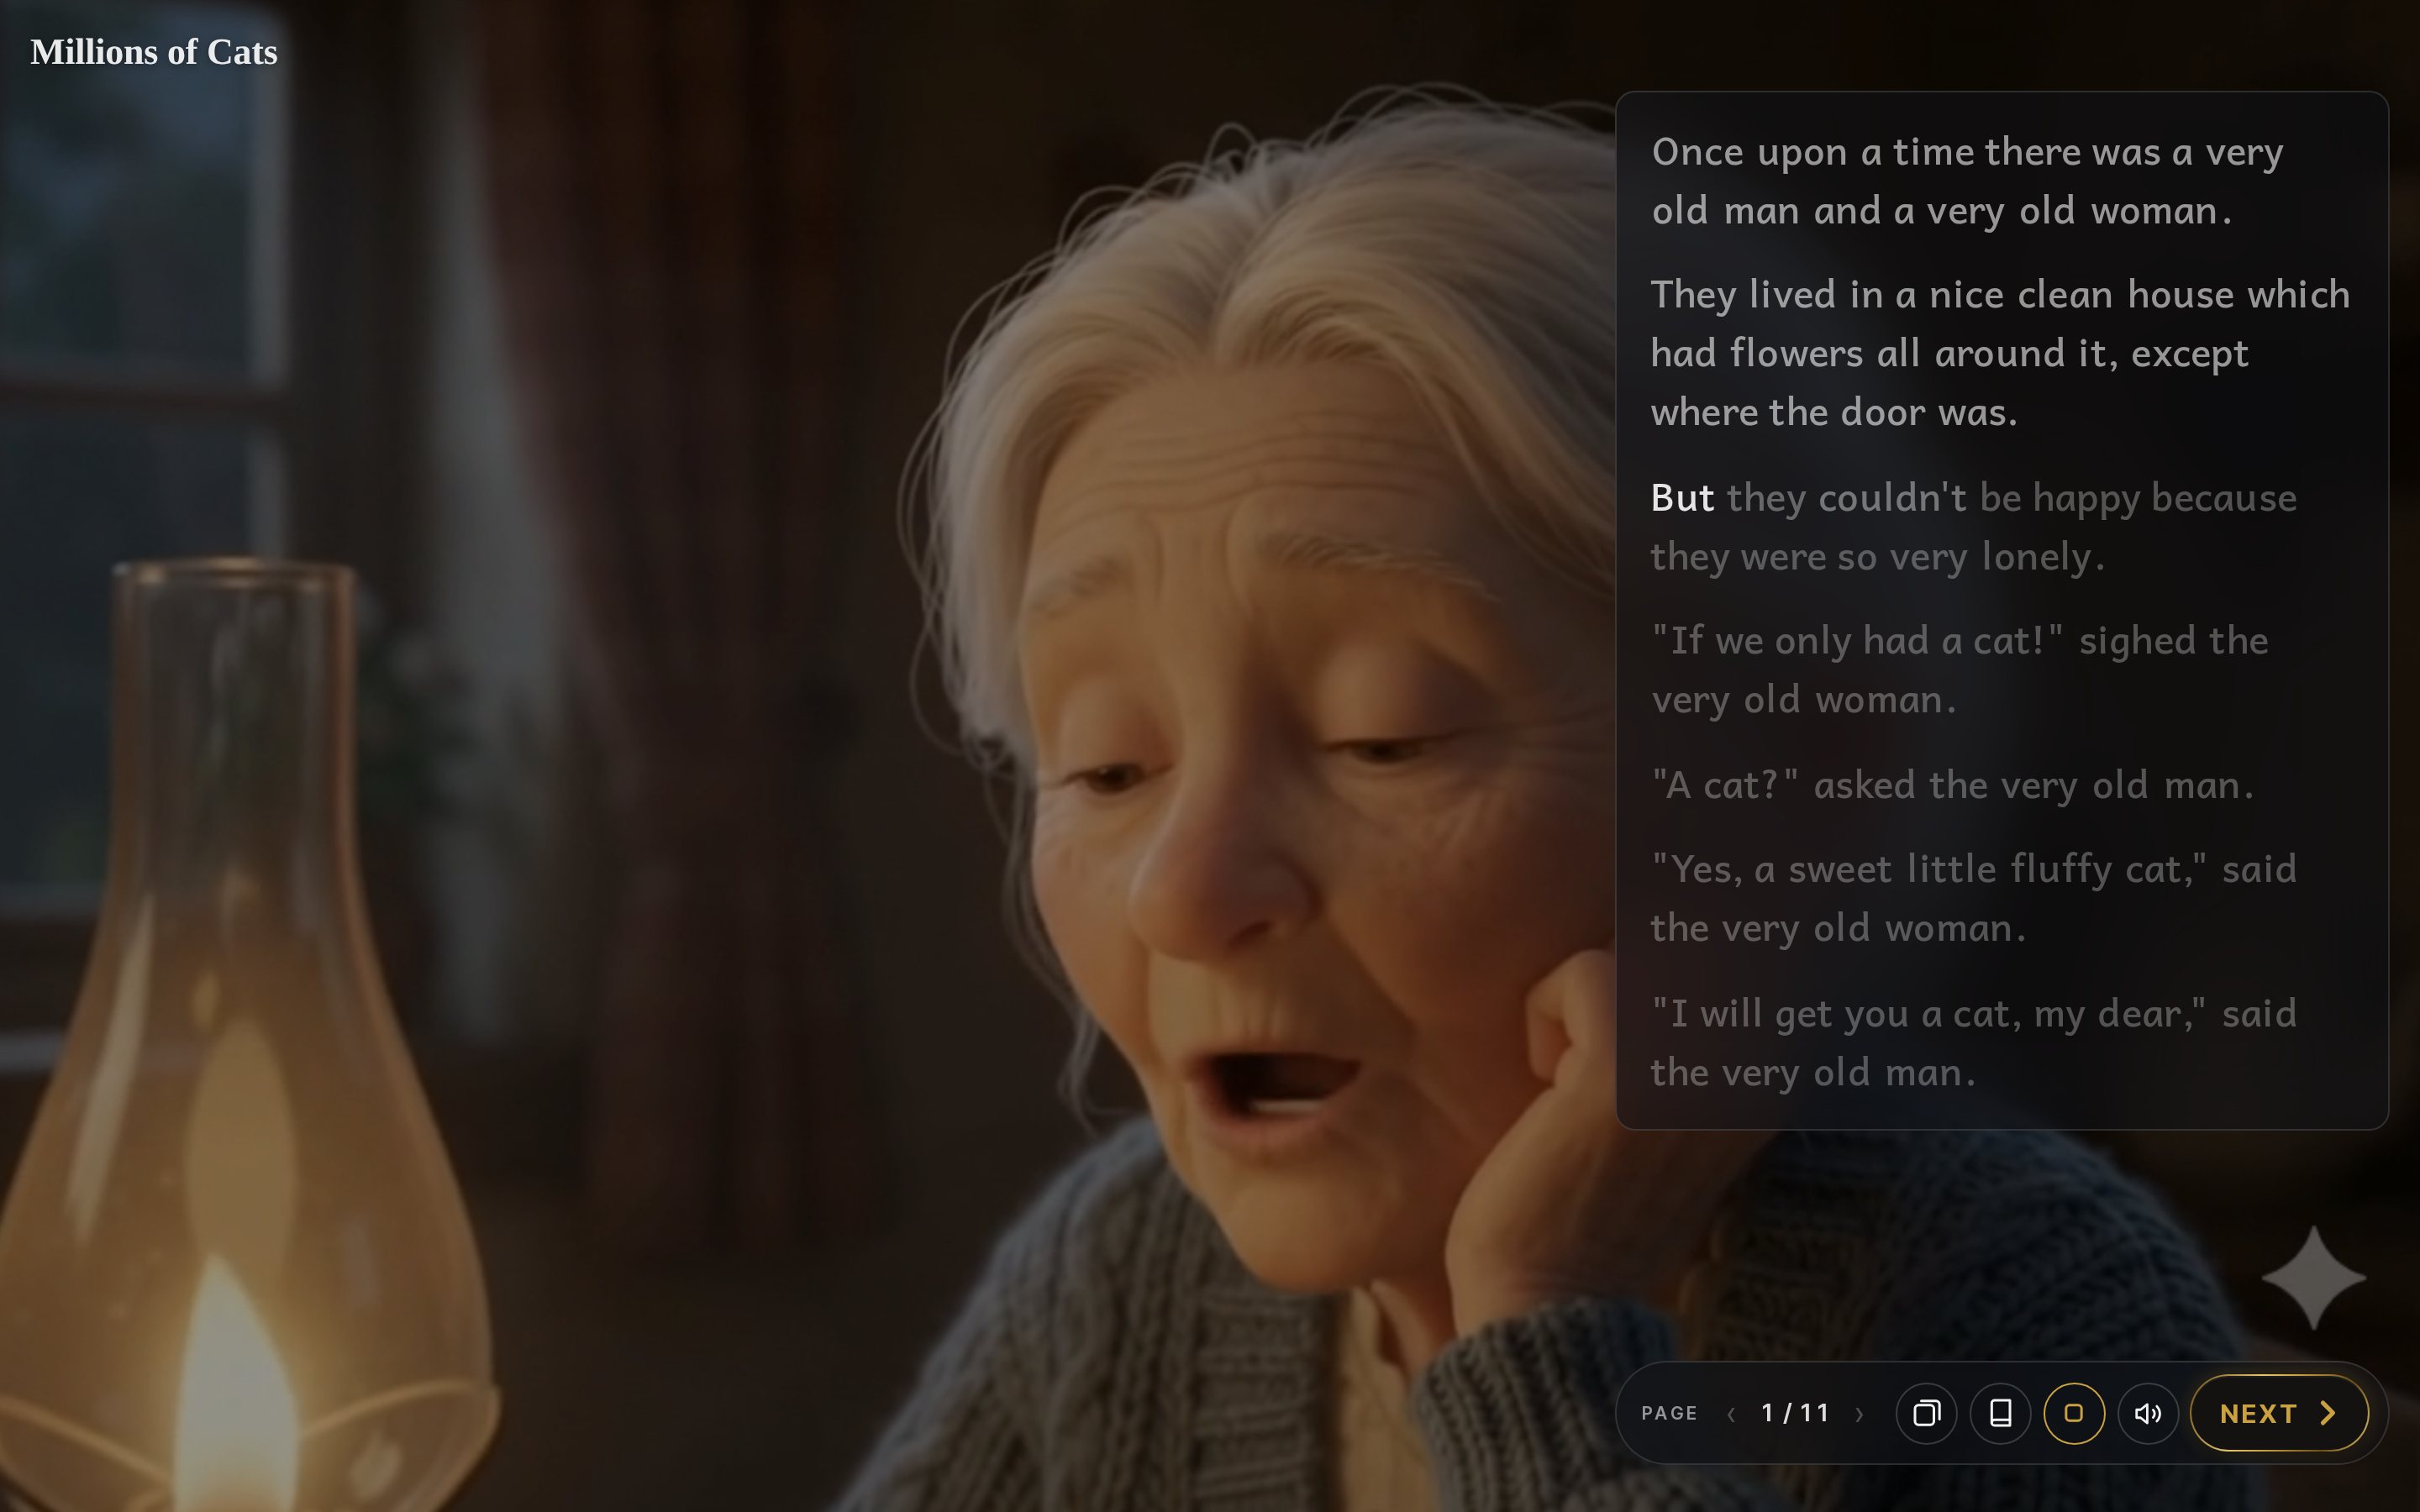 Millions of Cats
Once upon a time there was a very
old man and a very old woman.
They lived in a nice clean house which
had flowers all around it, except
where the door was.
But they couldn't be happy because
they were so very lonely.
"If we only had a cat!" sighed the
very old woman.
"A cat?" asked the very old man.
"Yes, a sweet little fluffy cat," said
the very old woman.
"I will get you a cat, my dear," said
the very old man.
PAGE ‹ 1 / 11 › NEXT